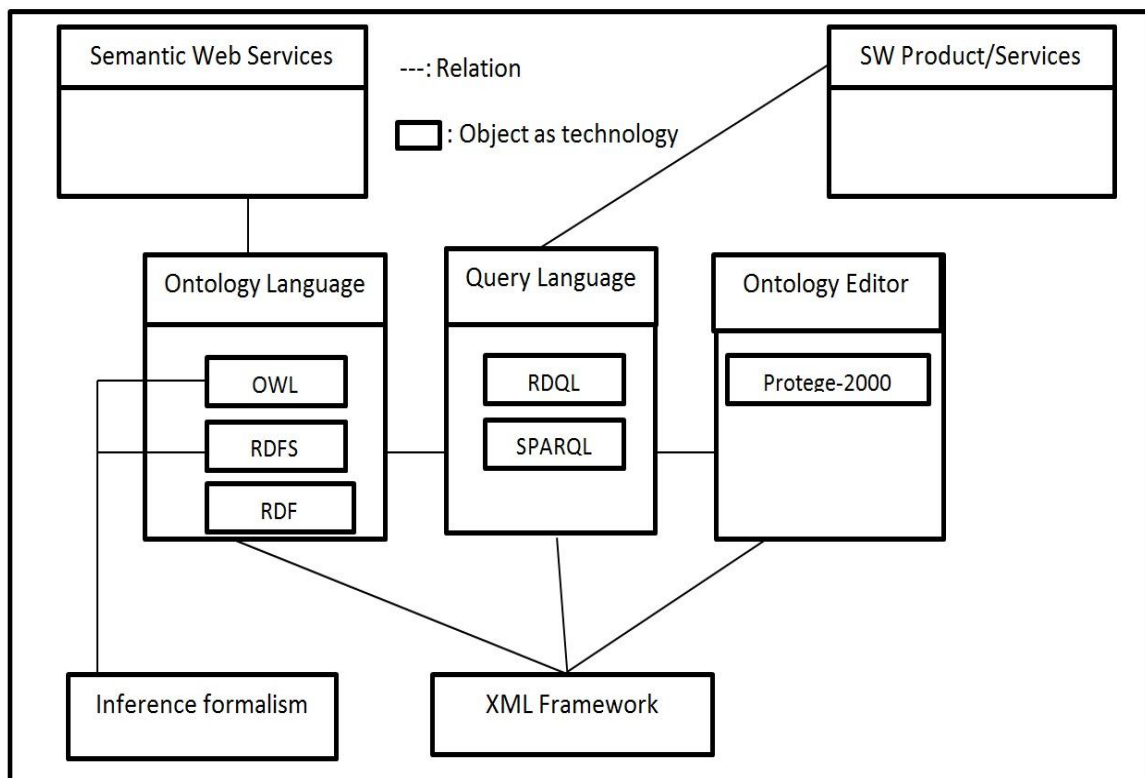 Semantic Web Services
---: Relation
: Object as technology
SW Product/Services
Ontology Language
OWL
RDFS
RDF
Query Language
RDQL
SPARQL
Ontology Editor
Protege-2000
Inference formalism
XML Framework